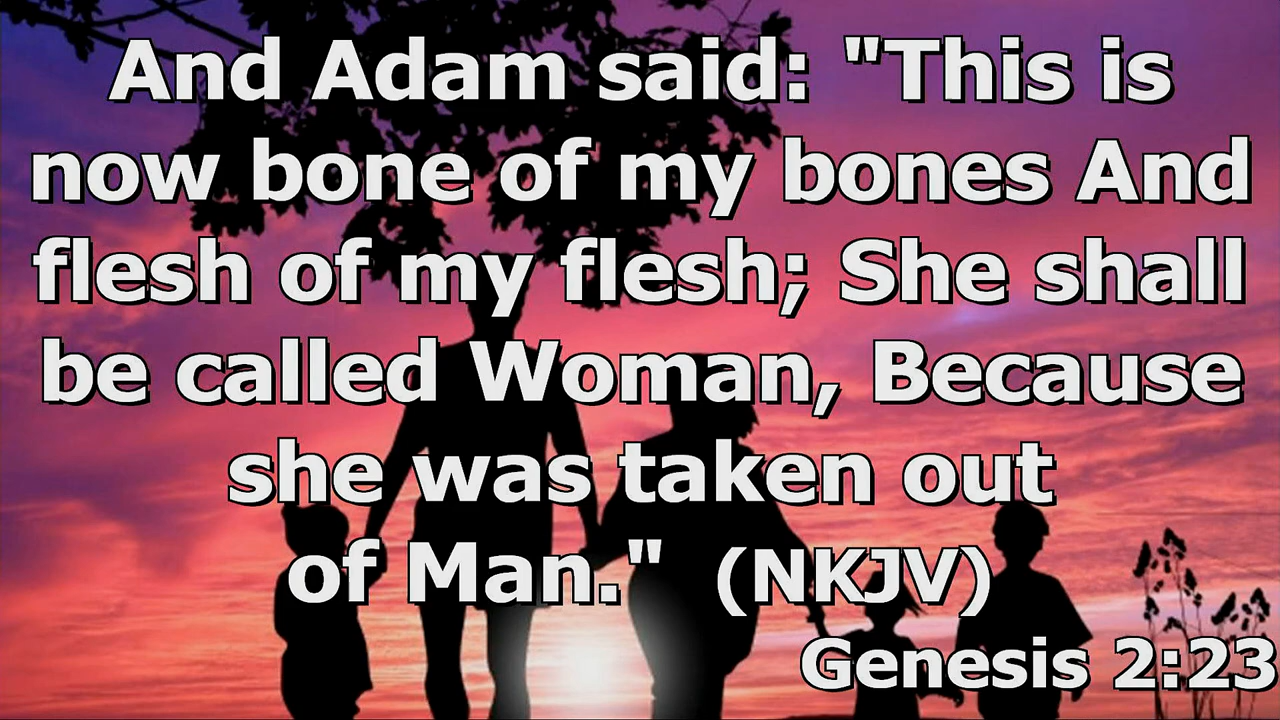 And Adam said: "This is
now bone of my bones And
flesh of my flesh; She shall
be called Woman, Because
she was taken out
of Man." (NKJV)
Genesis 2:23